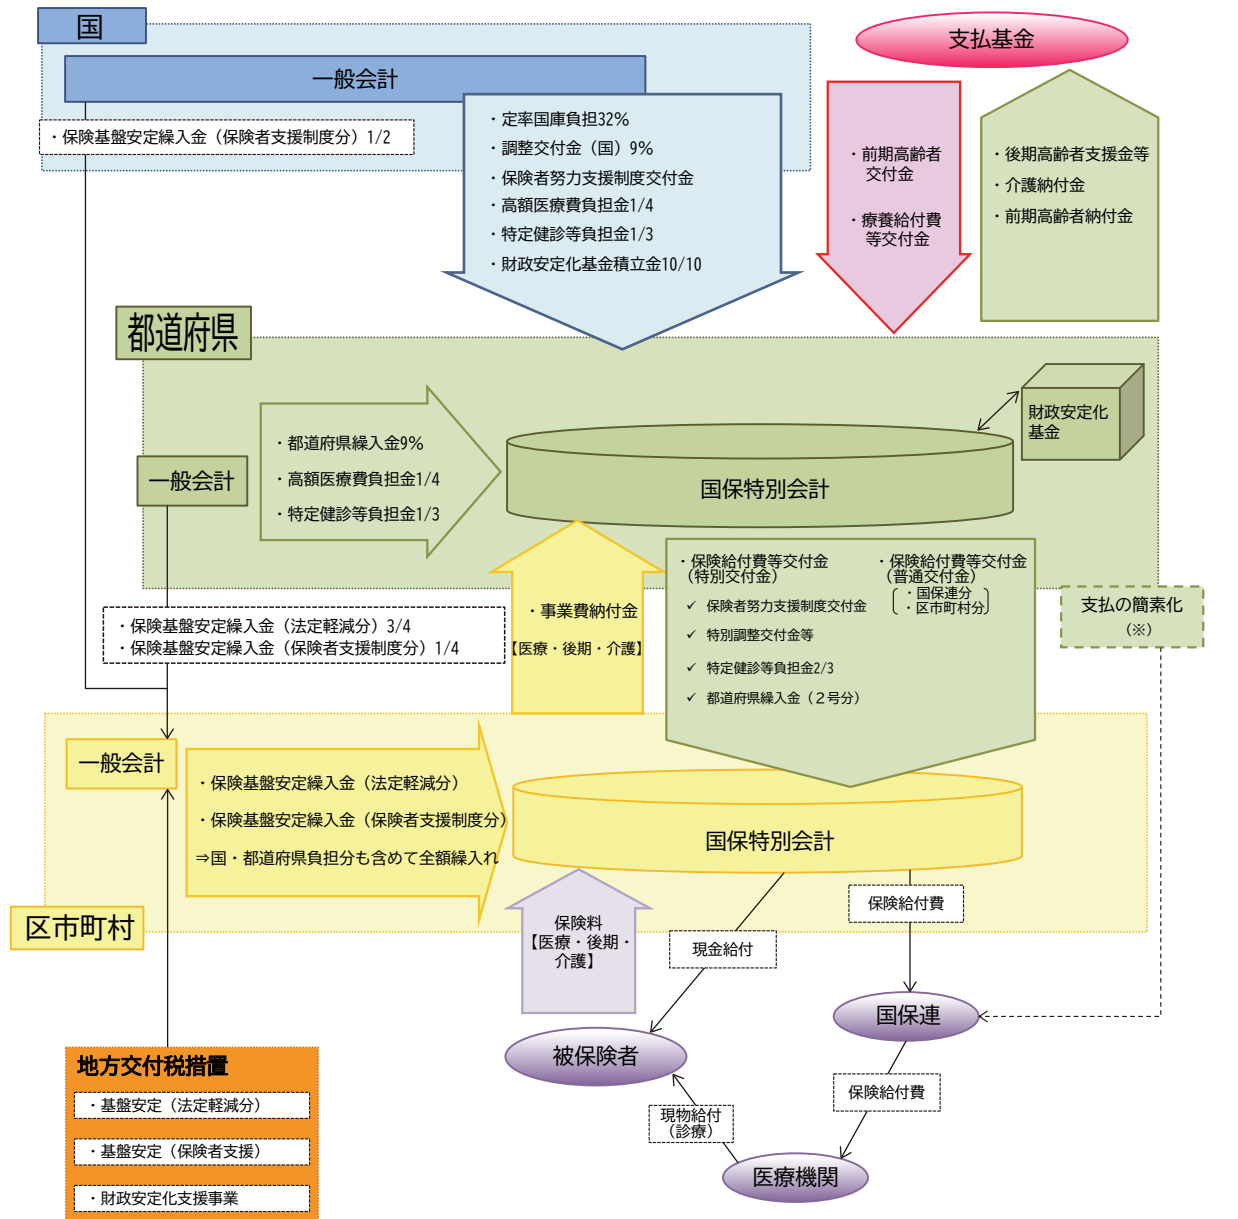 国
一般会計
・保険基盤安定繰入金（保険者支援制度分）1/2
・定率国庫負担32%
・調整交付金（国）9%
・保険者努力支援制度交付金
・高額医療費負担金1/4
・特定健診等負担金1/3
・財政安定化基金積立金10/10
支払基金
・前期高齢者
交付金
・療養給付費
等交付金
・後期高齢者支援金等
・介護納付金
・前期高齢者納付金
都道府県
一般会計
・都道府県繰入金9%
・高額医療費負担金1/4
・特定健診等負担金1/3
国保特別会計
財政安定化
基金
・保険基盤安定繰入金（法定軽減分）3/4
・保険基盤安定繰入金（保険者支援制度分）1/4
・事業費納付金
【医療・後期・介護】
・保険給付費等交付金
（特別交付金）
✓ 保険者努力支援制度交付金
✓ 特別調整交付金等
✓ 特定健診等負担金2/3
✓ 都道府県繰入金（２号分）
・保険給付費等交付金
（普通交付金）
・国保連分
・区市町村分
支払の簡素化
（※）
一般会計
・保険基盤安定繰入金（法定軽減分）
・保険基盤安定繰入金（保険者支援制度分）
⇒国・都道府県負担分も含めて全額繰入れ
国保特別会計
区市町村
保険料
【医療・後期・
介護】
現金給付
保険給付費
国保連
被保険者
保険給付費
現物給付
（診療）
医療機関
地方交付税措置
・基盤安定（法定軽減分）
・基盤安定（保険者支援）
・財政安定化支援事業